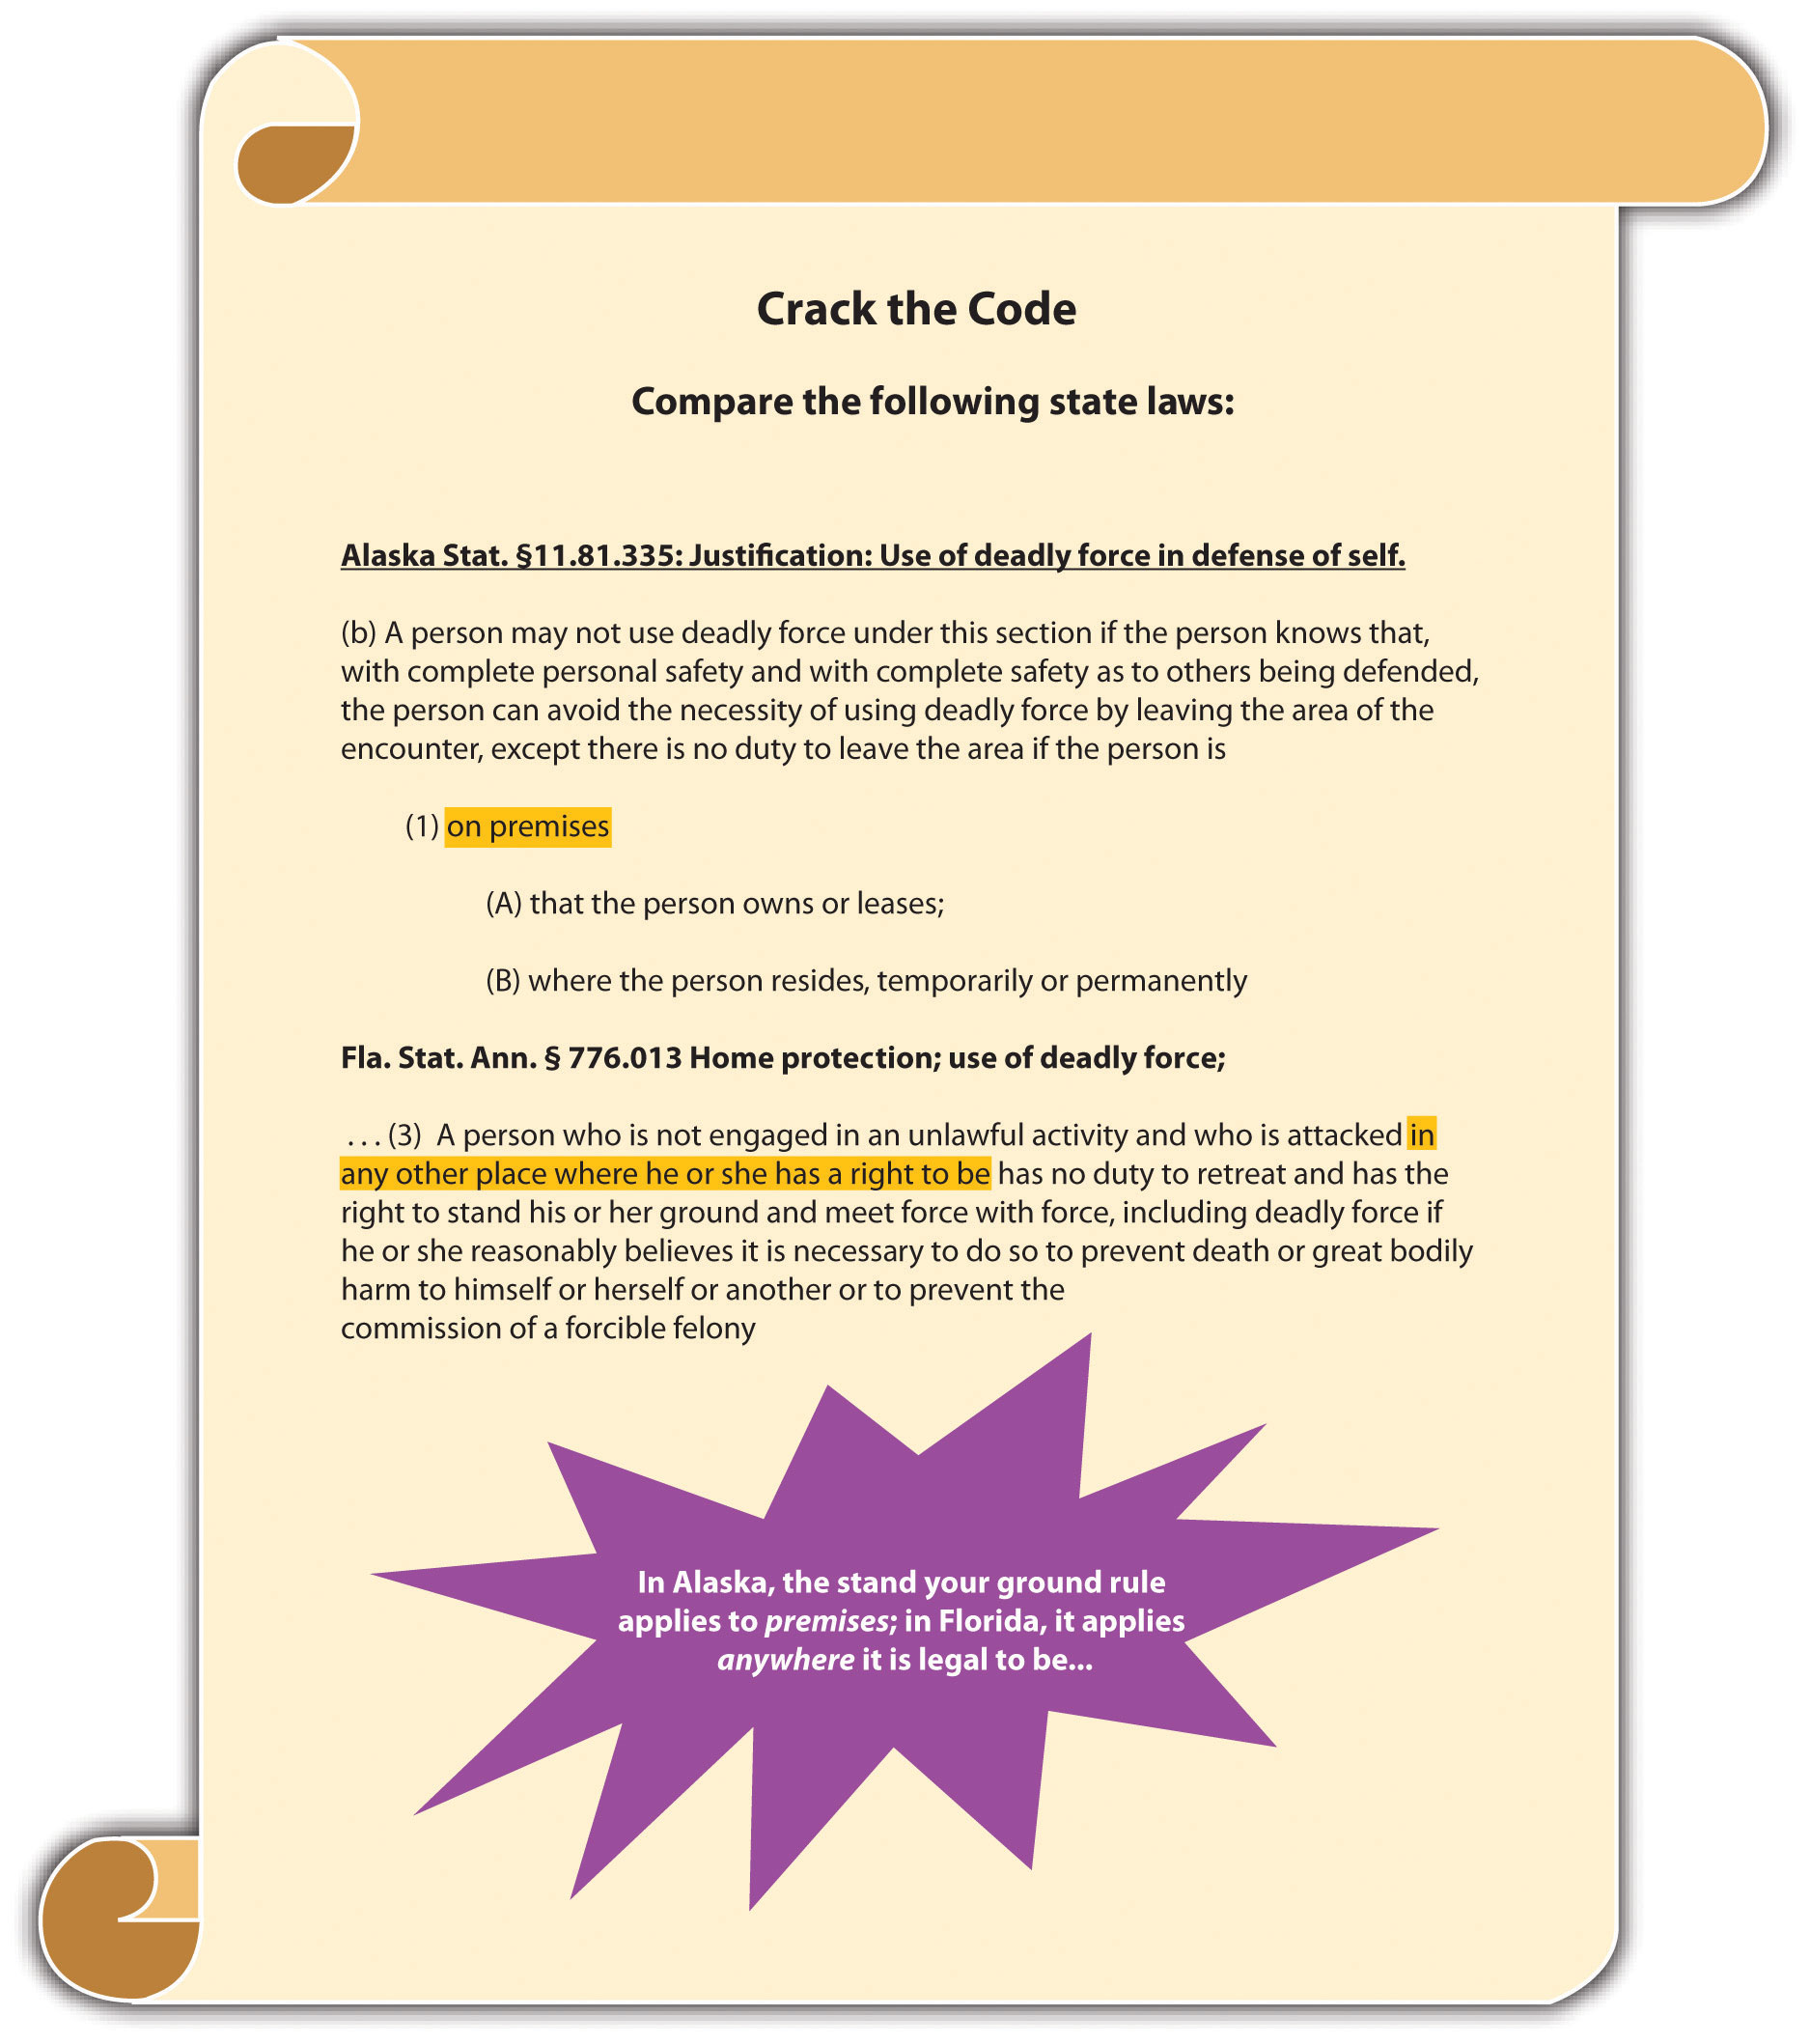 Crack the Code
Compare the following state laws:
Alaska Stat. §11.81.335: Justification: Use of deadly force in defense of self.
(b) A person may not use deadly force under this section if the person knows that,
with complete personal safety and with complete safety as to others being defended,
the person can avoid the necessity of using deadly force by leaving the area of the
encounter, except there is no duty to leave the area if the person is
(1) on premises
(A) that the person owns or leases;
(B) where the person resides, temporarily or permanently
Fla. Stat. Ann. § 776.013 Home protection; use of deadly force;
. . . (3) A person who is not engaged in an unlawful activity and who is attacked in
any other place where he or she has a right to be has no duty to retreat and has the
right to stand his or her ground and meet force with force, including deadly force if
he or she reasonably believes it is necessary to do so to prevent death or great bodily
harm to himself or herself or another or to prevent the
commission of a forcible felony
In Alaska, the stand your ground rule
applies to premises; in Florida, it applies
anywhere it is legal to be...